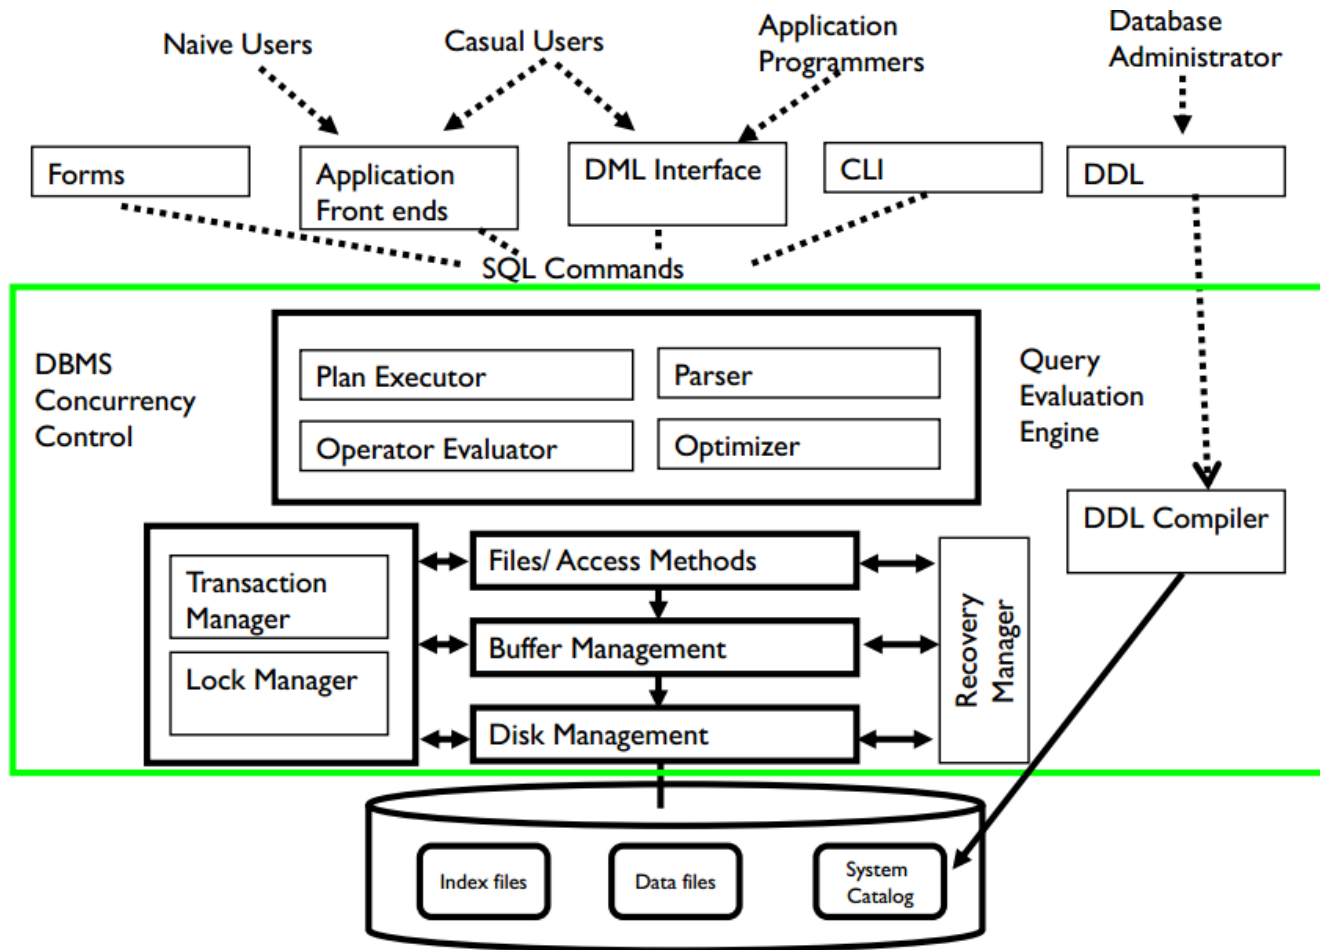 Naive Users
Casual Users
Application
Programmers
Database
Administrator
Forms
Application
Front ends
DML Interface
CLI
DDL
SQL Commands
DBMS
Concurrency
Control
Plan Executor
Parser
Operator Evaluator
Optimizer
Query
Evaluation
Engine
DDL Compiler
Transaction
Manager
Lock Manager
Files/ Access Methods
Buffer Management
Disk Management
Recovery
Manager
Index files
Data files
System
Catalog